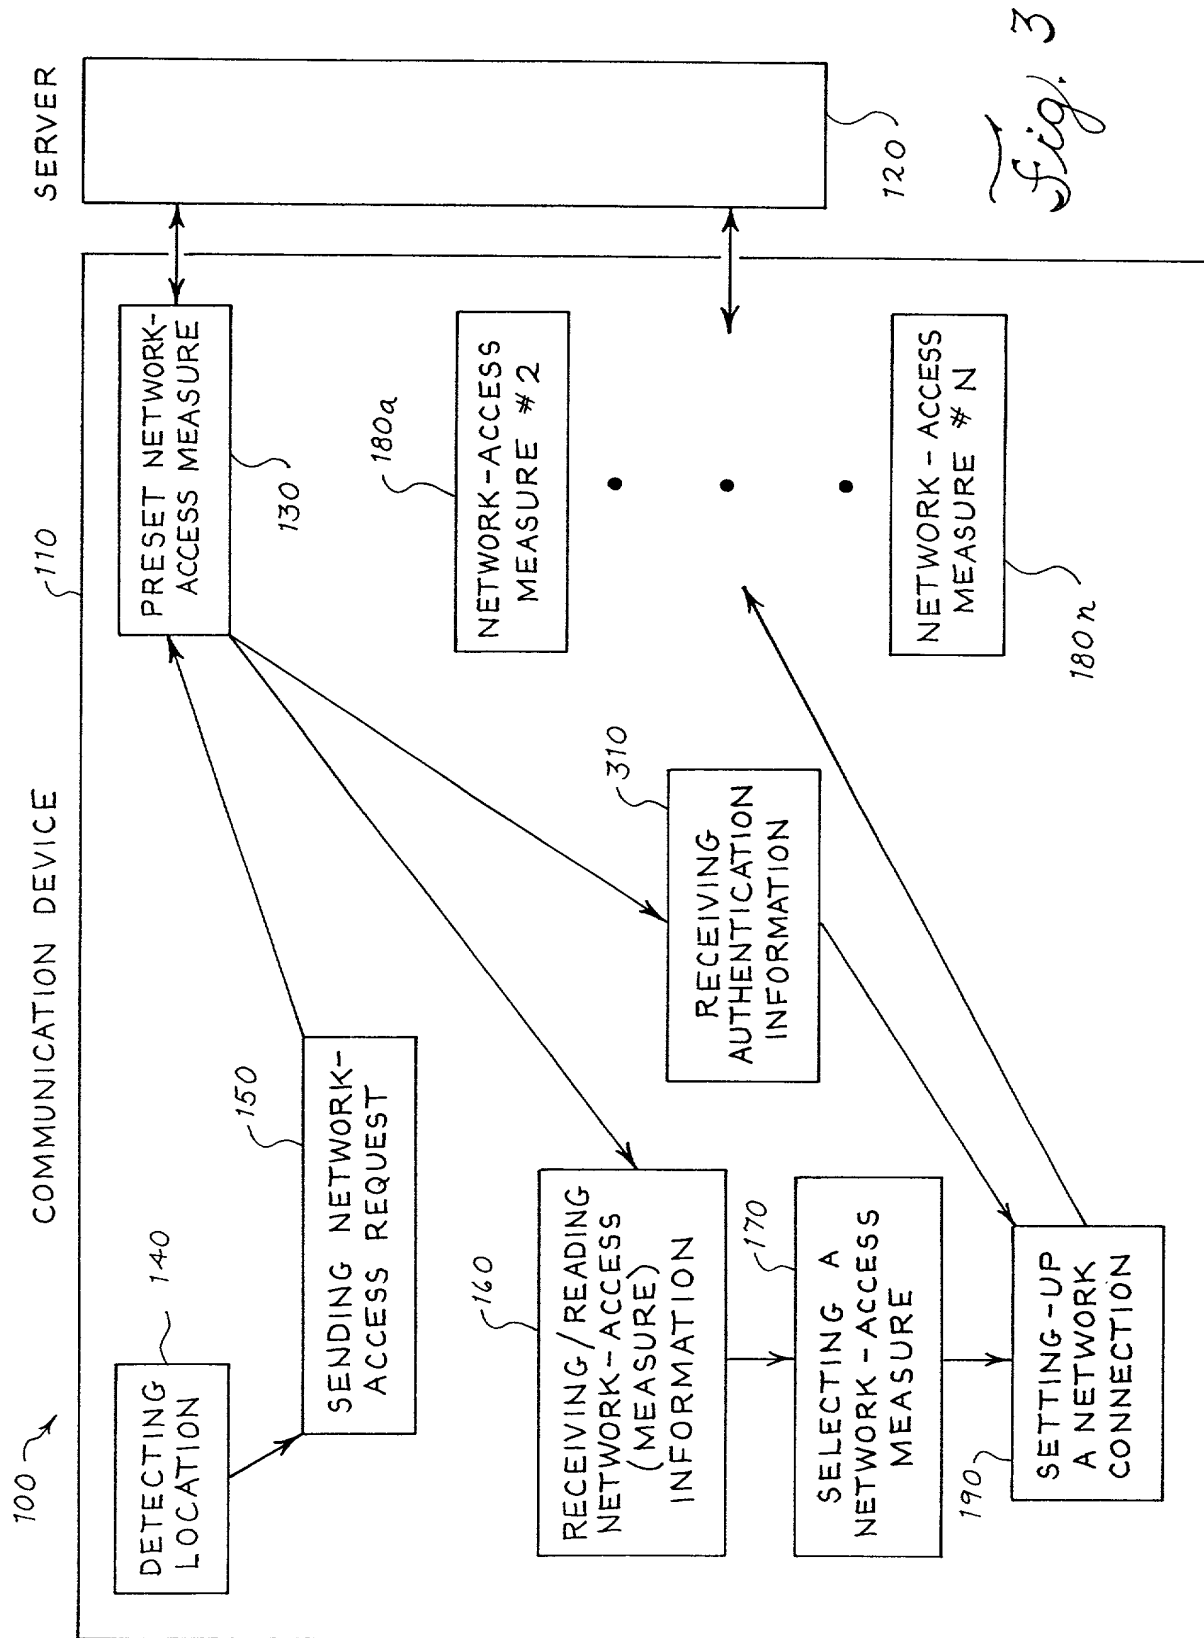 COMMUNICATION DEVICE
SERVER
100
110
DETECTING
LOCATION
140
SENDING NETWORK-
ACCESS REQUEST
150
PRESET NETWORK-
ACCESS MEASURE
130
RECEIVING/READING
NETWORK-ACCESS
(MEASURE)
INFORMATION
160
SELECTING A
NETWORK-ACCESS
MEASURE
170
SETTING-UP
A NETWORK
CONNECTION
190
RECEIVING
AUTHENTICATION
INFORMATION
310
NETWORK-ACCESS
MEASURE #2
180a
NETWORK-ACCESS
MEASURE #N
180n
120
Fig. 3